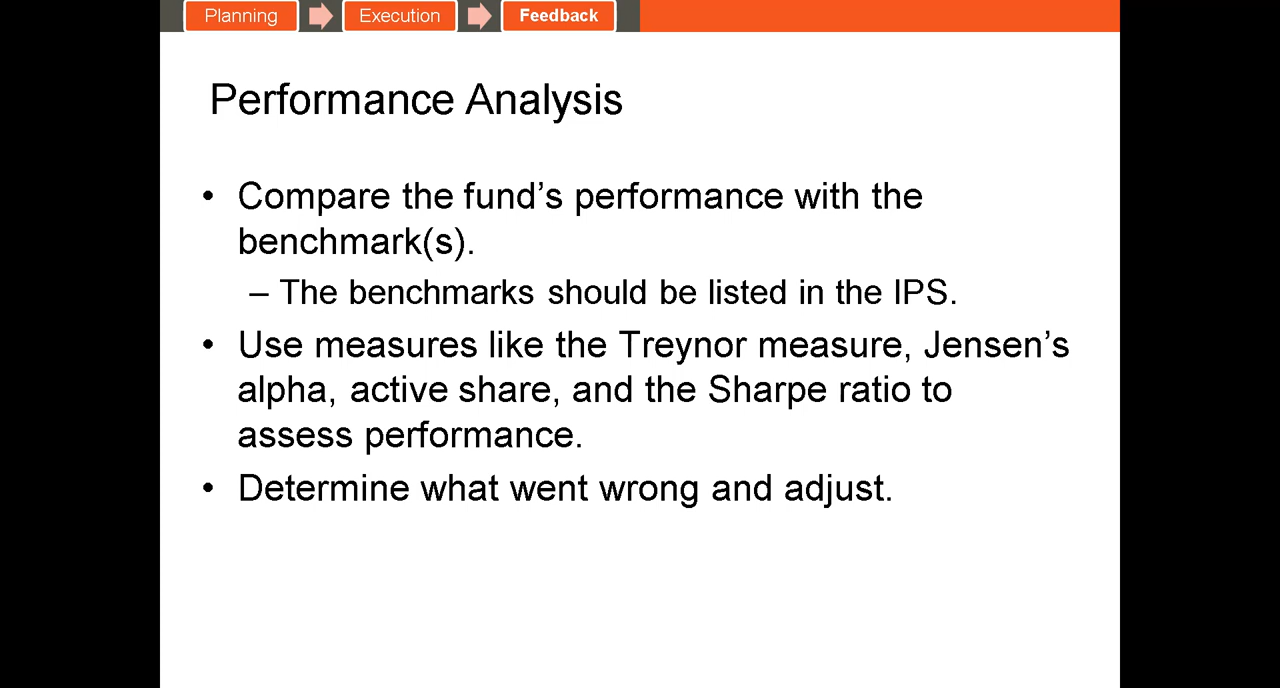 Planning
Execution
Feedback
Performance Analysis
• Compare the fund’s performance with the
benchmark(s).
– The benchmarks should be listed in the IPS.
• Use measures like the Treynor measure, Jensen’s
alpha, active share, and the Sharpe ratio to
assess performance.
• Determine what went wrong and adjust.